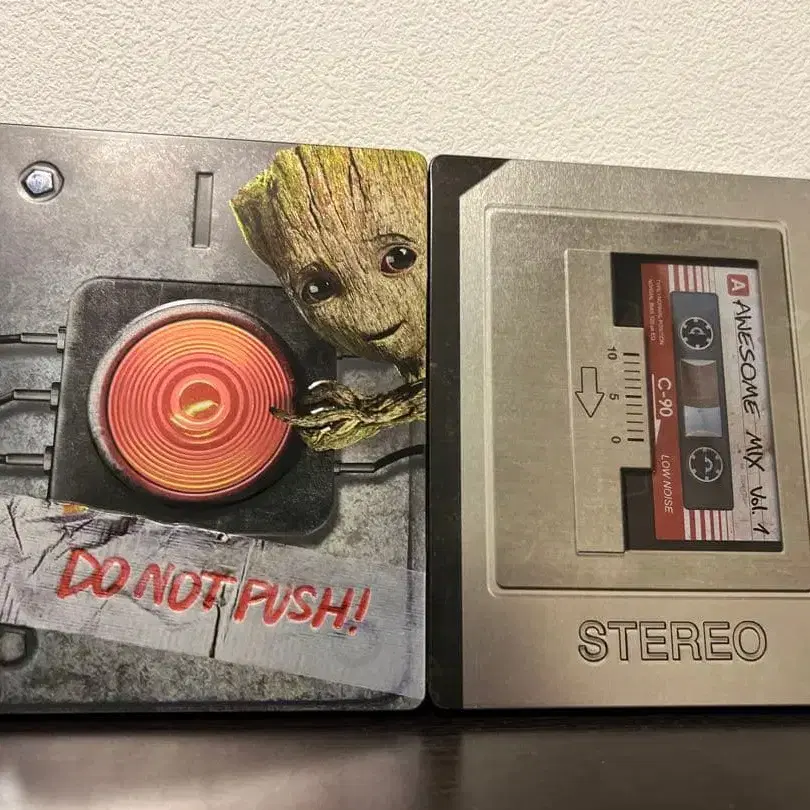 DO NOT PUSH!
A
AWESOME MIX Vol. 1
C-90
LOW NOISE
10
5
0
STEREO